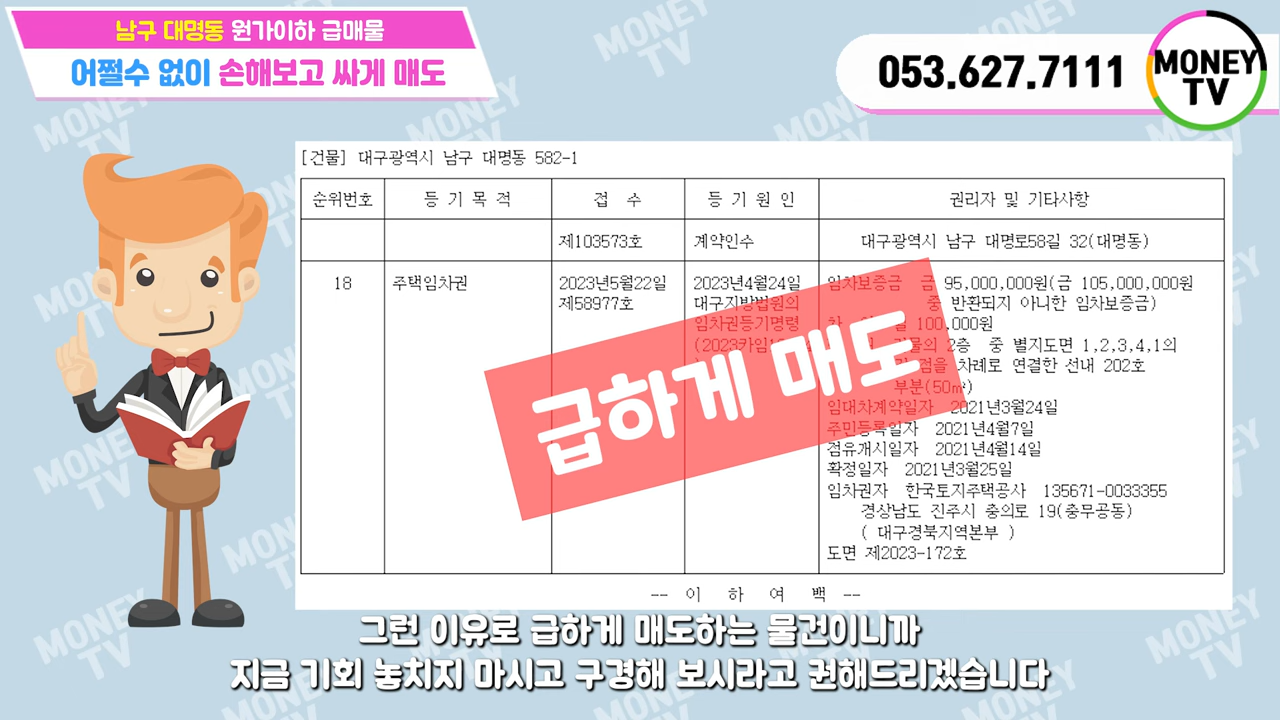 남구 대명동 원가이하 급매물
어쩔수 없이 손해보고 싸게 매도
053.627.7111
MONEY
TV
[건물] 대구광역시 남구 대명동 582-1
순위번호 등 기 목 적 접 수 등 기 원 인 권리자 및 기타사항
제103573호 계약인수 대구광역시 남구 대명로58길 32(대명동)
18 주택임차권 2023년5월22일 2023년4월24일 임차보증금 금 95,000,000원(금 105,000,000원
제58977호 대구지방법원의 중 반환되지 아니한 임차보증금)
임차권등기명령 차 월 100,000원
(2023카임 건물의 2층 중 별지도면 1,2,3,4,1의
각 점을 차례로 연결한 선내 202호
부분(50㎡)
임대차계약일자 2021년3월24일
주민등록일자 2021년4월7일
점유개시일자 2021년4월14일
확정일자 2021년3월25일
임차권자 한국토지주택공사 135671-0033355
경상남도 진주시 충의로 19(충무공동)
( 대구경북지역본부 )
도면 제2023-172호
-- 이 하 여 백 --
급하게 매도
그런 이유로 급하게 매도하는 물건이니까
지금 기회 놓치지 마시고 구경해 보시라고 권해드리겠습니다